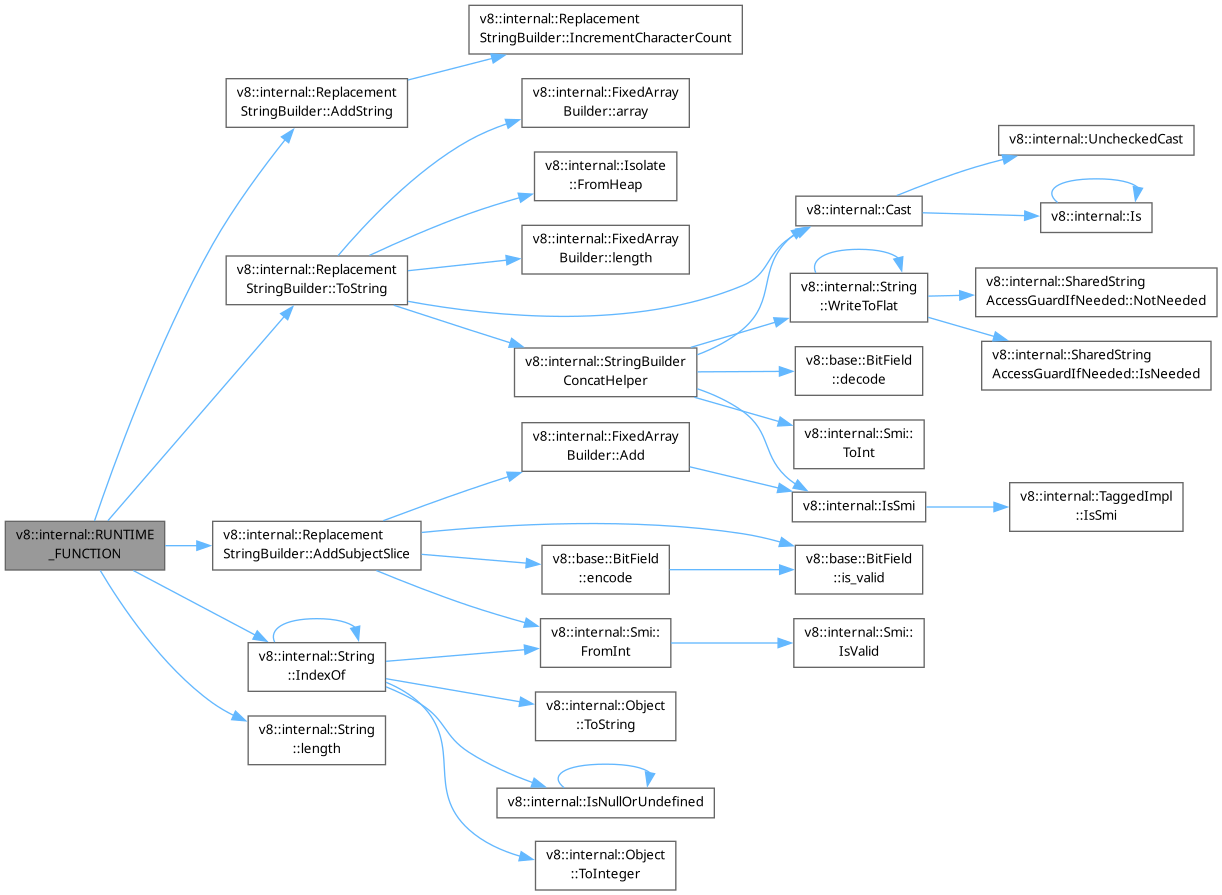 v8::internal::Replacement
StringBuilder::IncrementCharacterCount
v8::internal::Replacement
StringBuilder::AddString
v8::internal::FixedArray
Builder::array
v8::internal::UncheckedCast
v8::internal::Isolate
::FromHeap
v8::internal::Cast
v8::internal::Is
v8::internal::FixedArray
Builder::length
v8::internal::Replacement
StringBuilder::ToString
v8::internal::String
::WriteToFlat
v8::internal::SharedString
AccessGuardIfNeeded::NotNeeded
v8::internal::StringBuilder
ConcatHelper
v8::base::BitField
::decode
v8::internal::SharedString
AccessGuardIfNeeded::IsNeeded
v8::internal::FixedArray
Builder::Add
v8::internal::Smi::
ToInt
v8::internal::IsSmi
v8::internal::TaggedImpl
::IsSmi
v8::internal::RUNTIME
_FUNCTION
v8::internal::Replacement
StringBuilder::AddSubjectSlice
v8::base::BitField
::encode
v8::base::BitField
::is_valid
v8::internal::String
::IndexOf
v8::internal::Smi::
FromInt
v8::internal::Smi::
IsValid
v8::internal::String
::length
v8::internal::Object
::ToString
v8::internal::IsNullOrUndefined
v8::internal::Object
::ToInteger